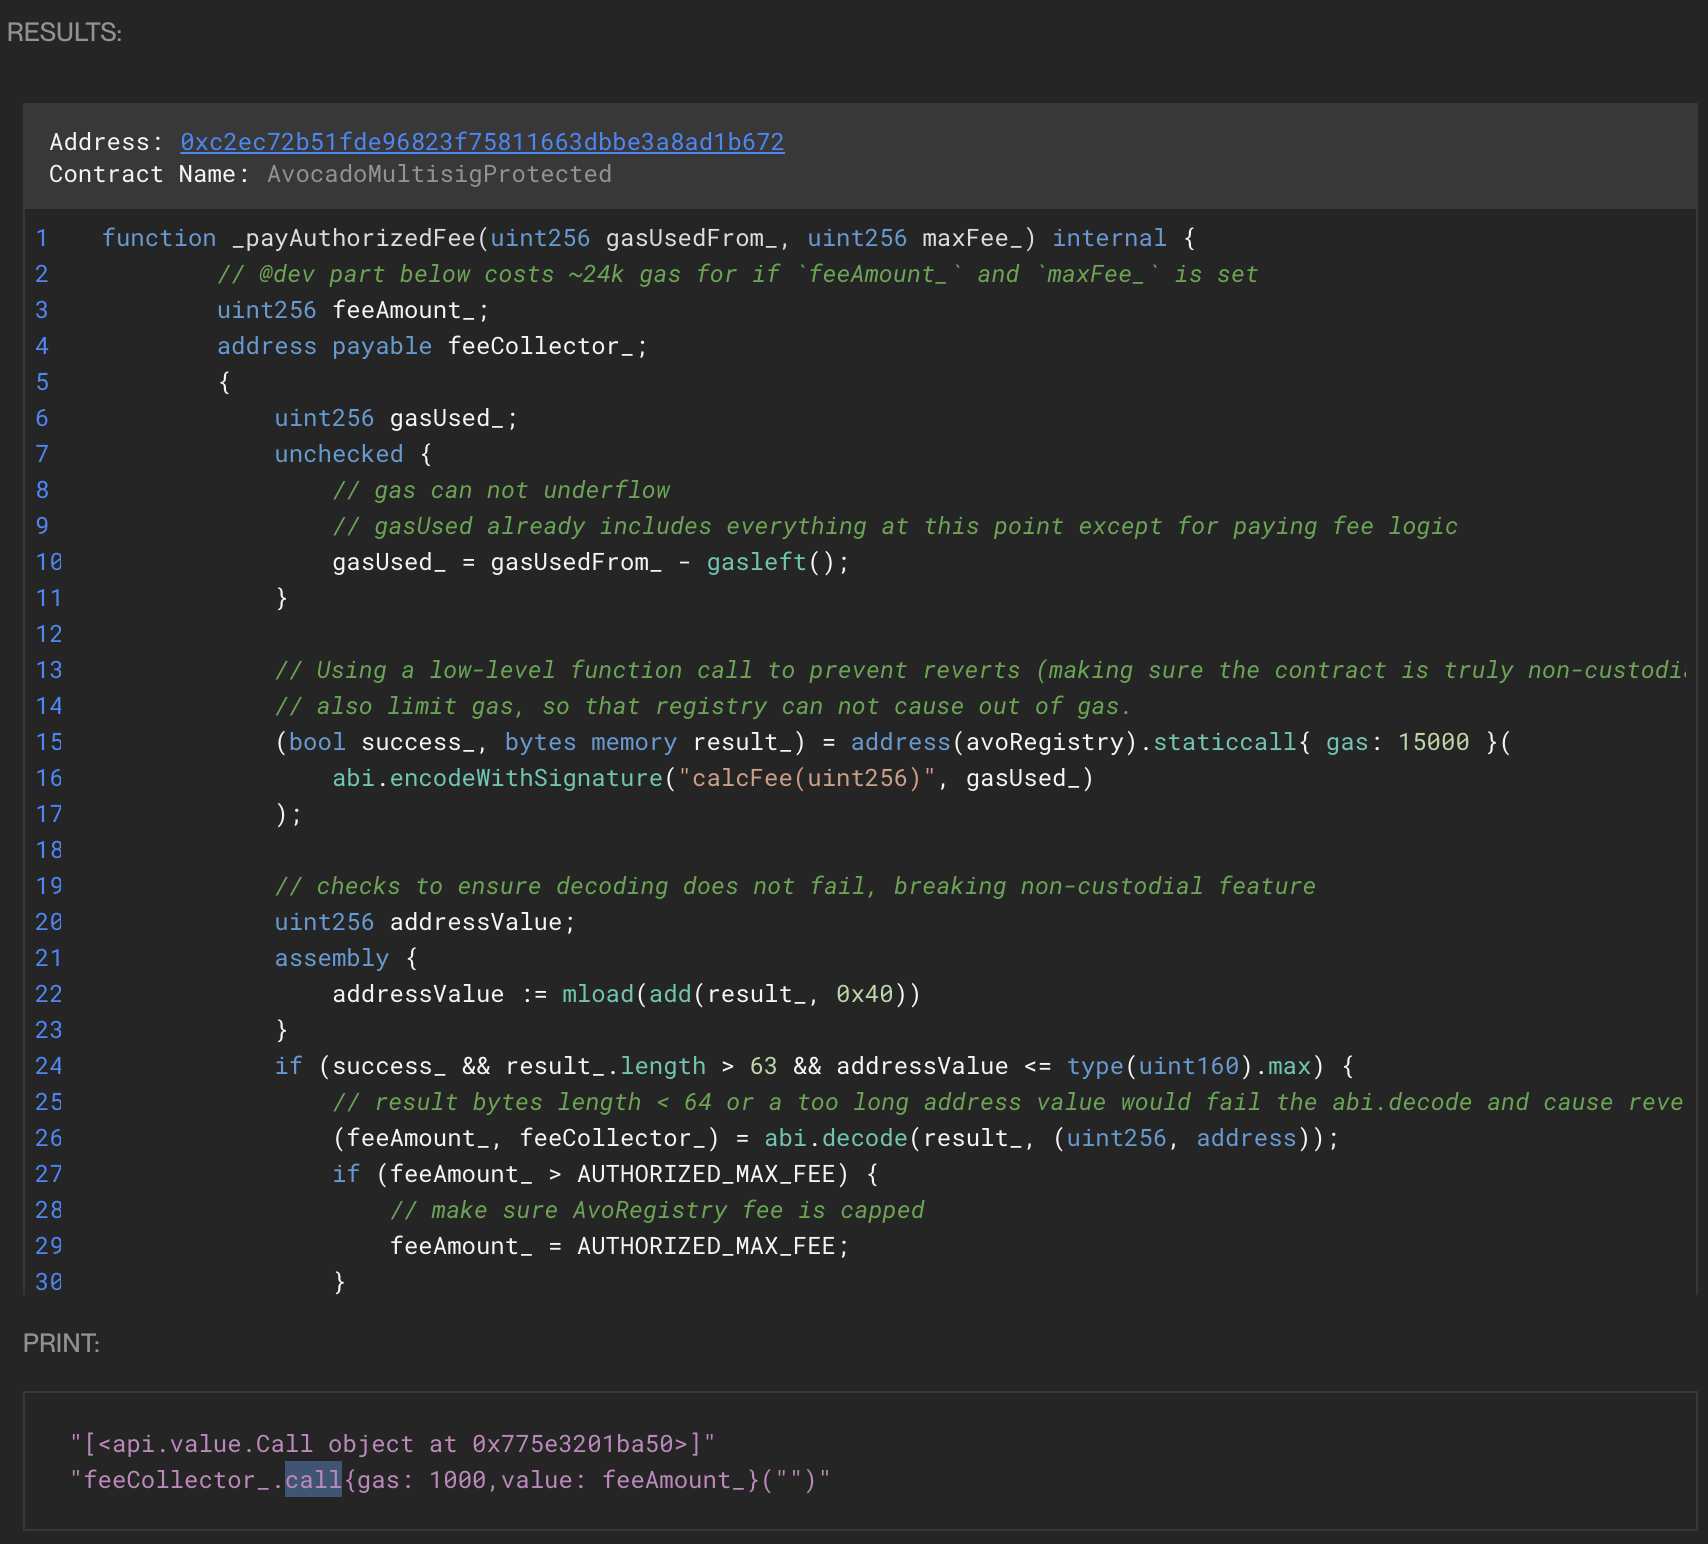 RESULTS:
Address: 0xc2ec72b51fde96823f75811663dbbe3a8ad1b672
Contract Name: AvocadoMultisigProtected
1 function _payAuthorizedFee(uint256 gasUsedFrom_, uint256 maxFee_) internal {
2 // @dev part below costs ~24k gas for if `feeAmount_` and `maxFee_` is set
3 uint256 feeAmount_;
4 address payable feeCollector_;
5 {
6 uint256 gasUsed_;
7 unchecked {
8 // gas can not underflow
9 // gasUsed already includes everything at this point except for paying fee logic
10 gasUsed_ = gasUsedFrom_ - gasleft();
11 }
12
13 // Using a low-level function call to prevent reverts (making sure the contract is truly non-custodi
14 // also limit gas, so that registry can not cause out of gas.
15 (bool success_, bytes memory result_) = address(avoRegistry).staticcall{ gas: 15000 }(
16 abi.encodeWithSignature("calcFee(uint256)", gasUsed_)
17 );
18
19 // checks to ensure decoding does not fail, breaking non-custodial feature
20 uint256 addressValue;
21 assembly {
22 addressValue := mload(add(result_, 0x40))
23 }
24 if (success_ && result_.length > 63 && addressValue <= type(uint160).max) {
25 // result bytes length < 64 or a too long address value would fail the abi.decode and cause reve
26 (feeAmount_, feeCollector_) = abi.decode(result_, (uint256, address));
27 if (feeAmount_ > AUTHORIZED_MAX_FEE) {
28 // make sure AvoRegistry fee is capped
29 feeAmount_ = AUTHORIZED_MAX_FEE;
30 }
PRINT:
"[<api.value.Call object at 0x775e3201ba50>]"
"feeCollector_.call{gas: 1000,value: feeAmount_}("")"